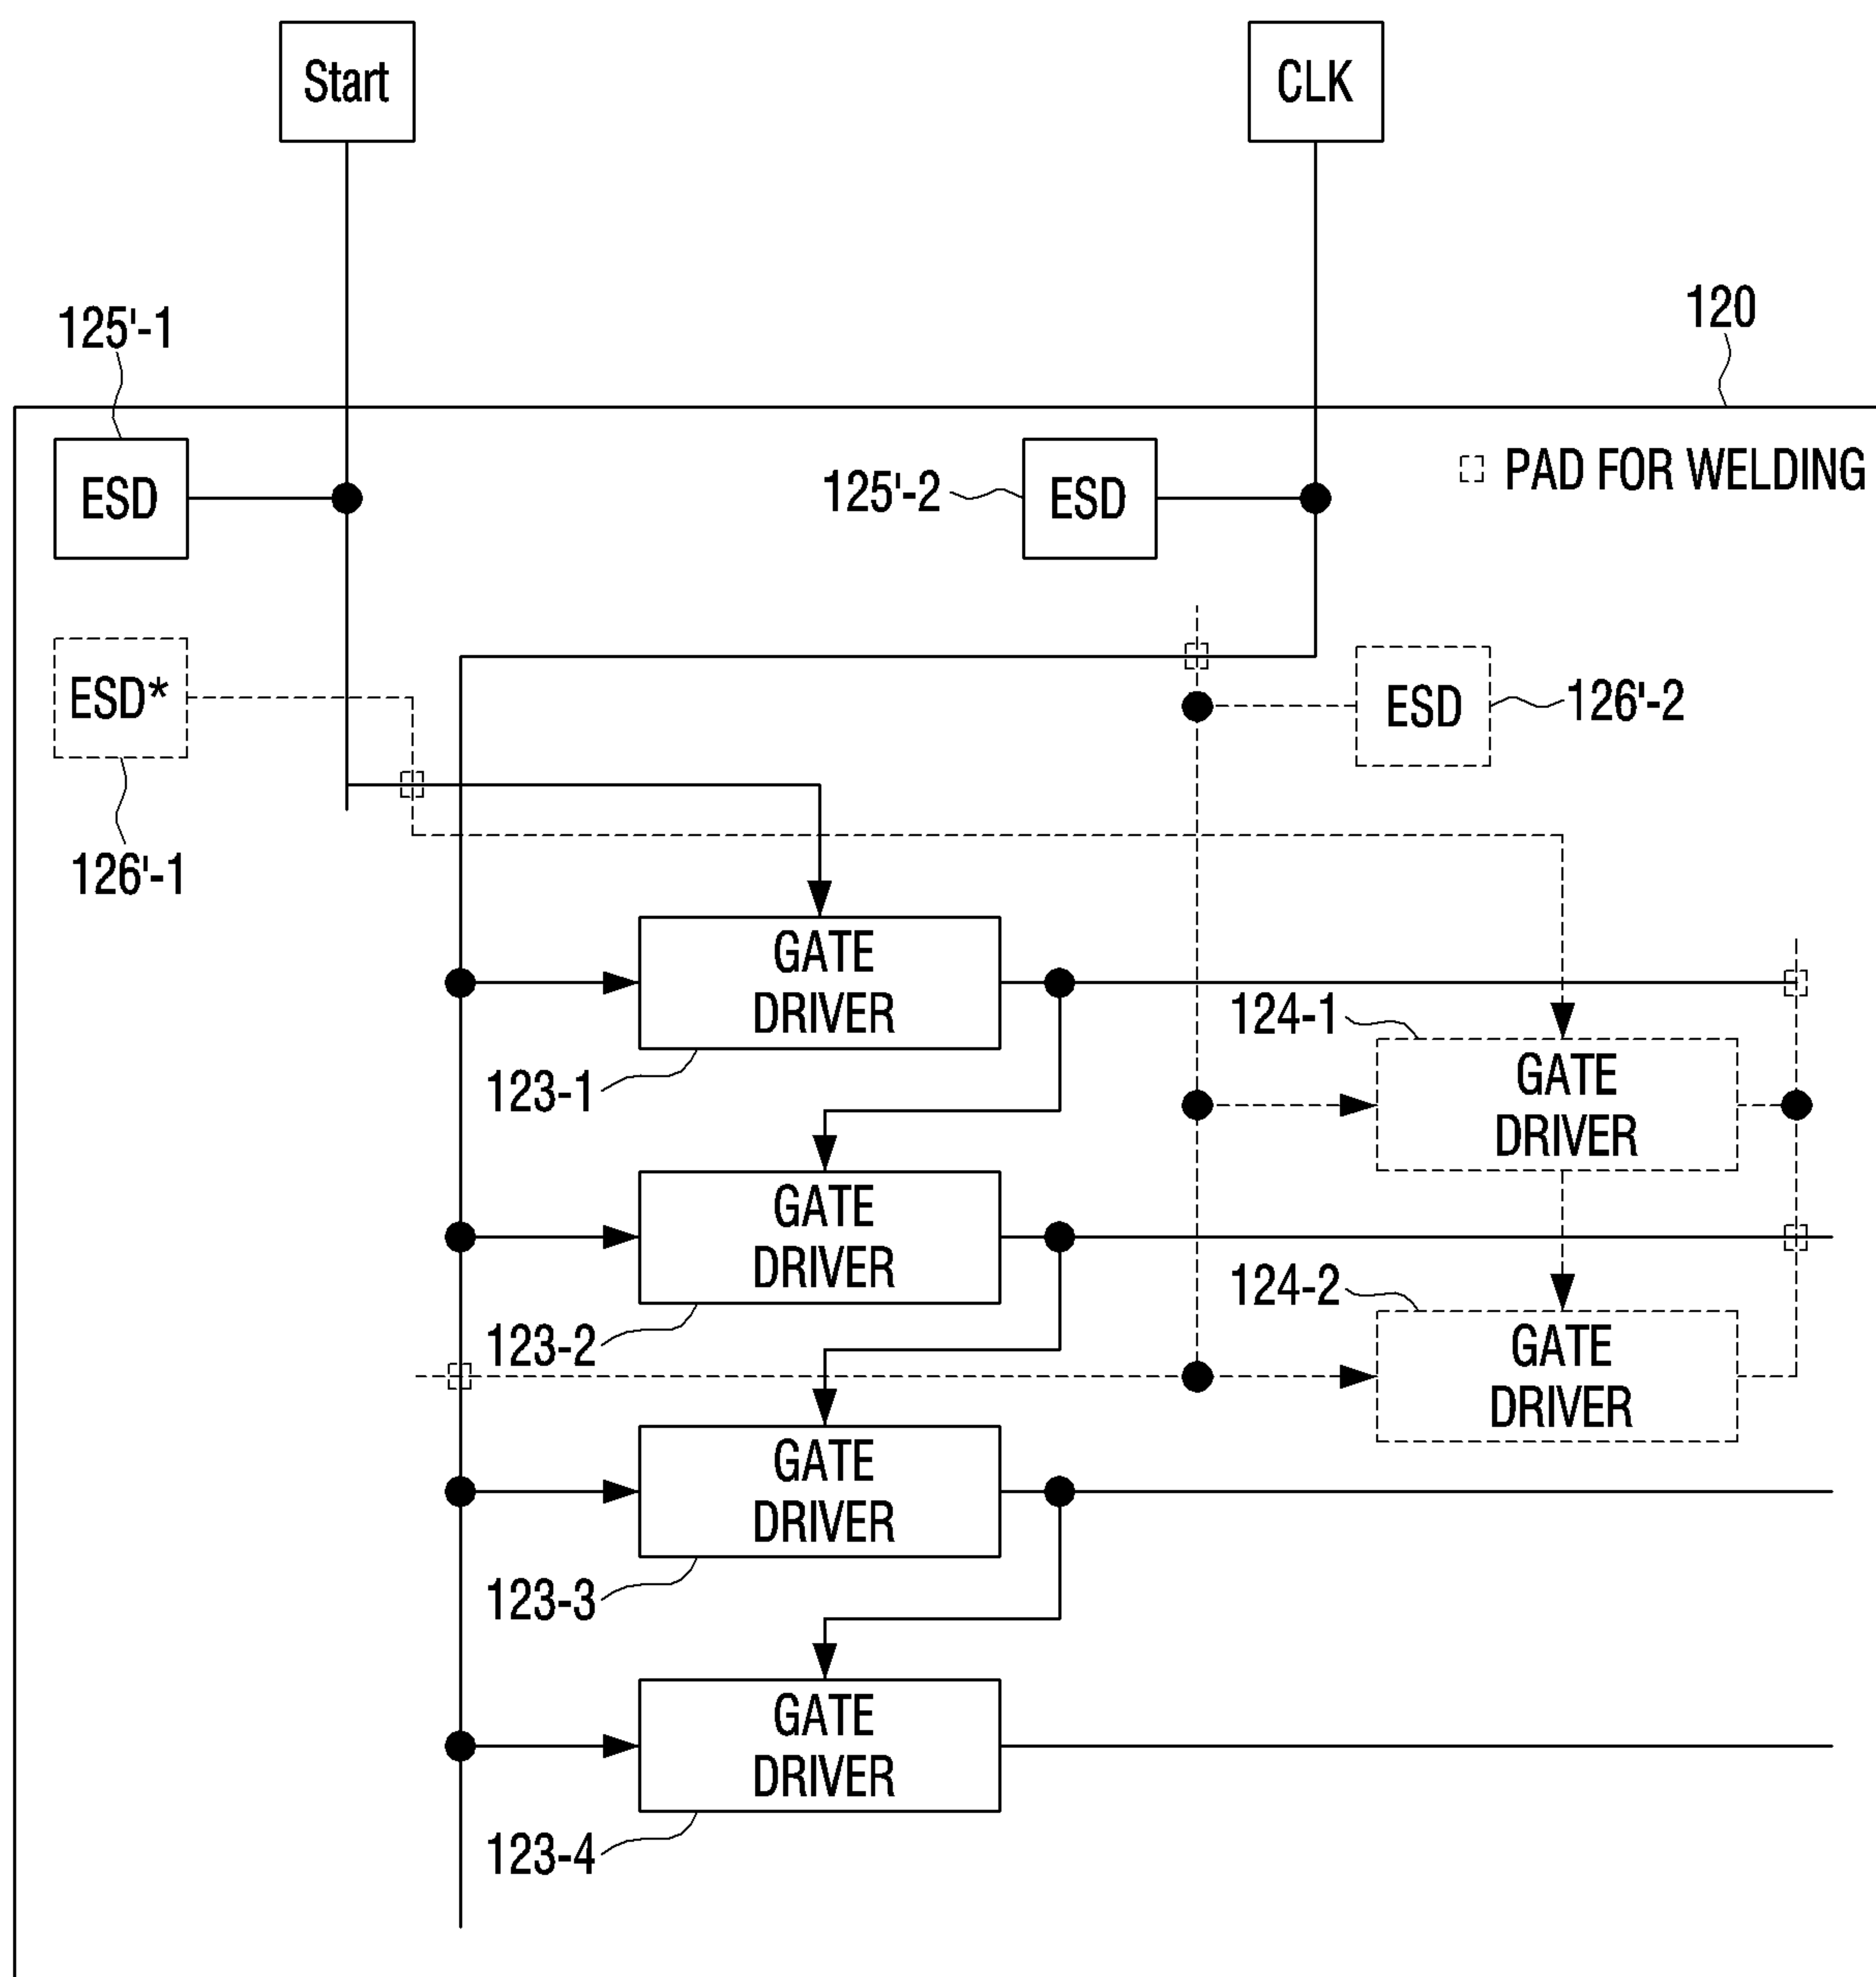 Start
CLK
125'-1
120
ESD
125'-2
ESD
PAD FOR WELDING
ESD*
ESD
126'-2
126'-1
GATE
DRIVER
124-1
123-1
GATE
DRIVER
GATE
DRIVER
124-2
123-2
GATE
DRIVER
GATE
DRIVER
123-3
GATE
DRIVER
123-4